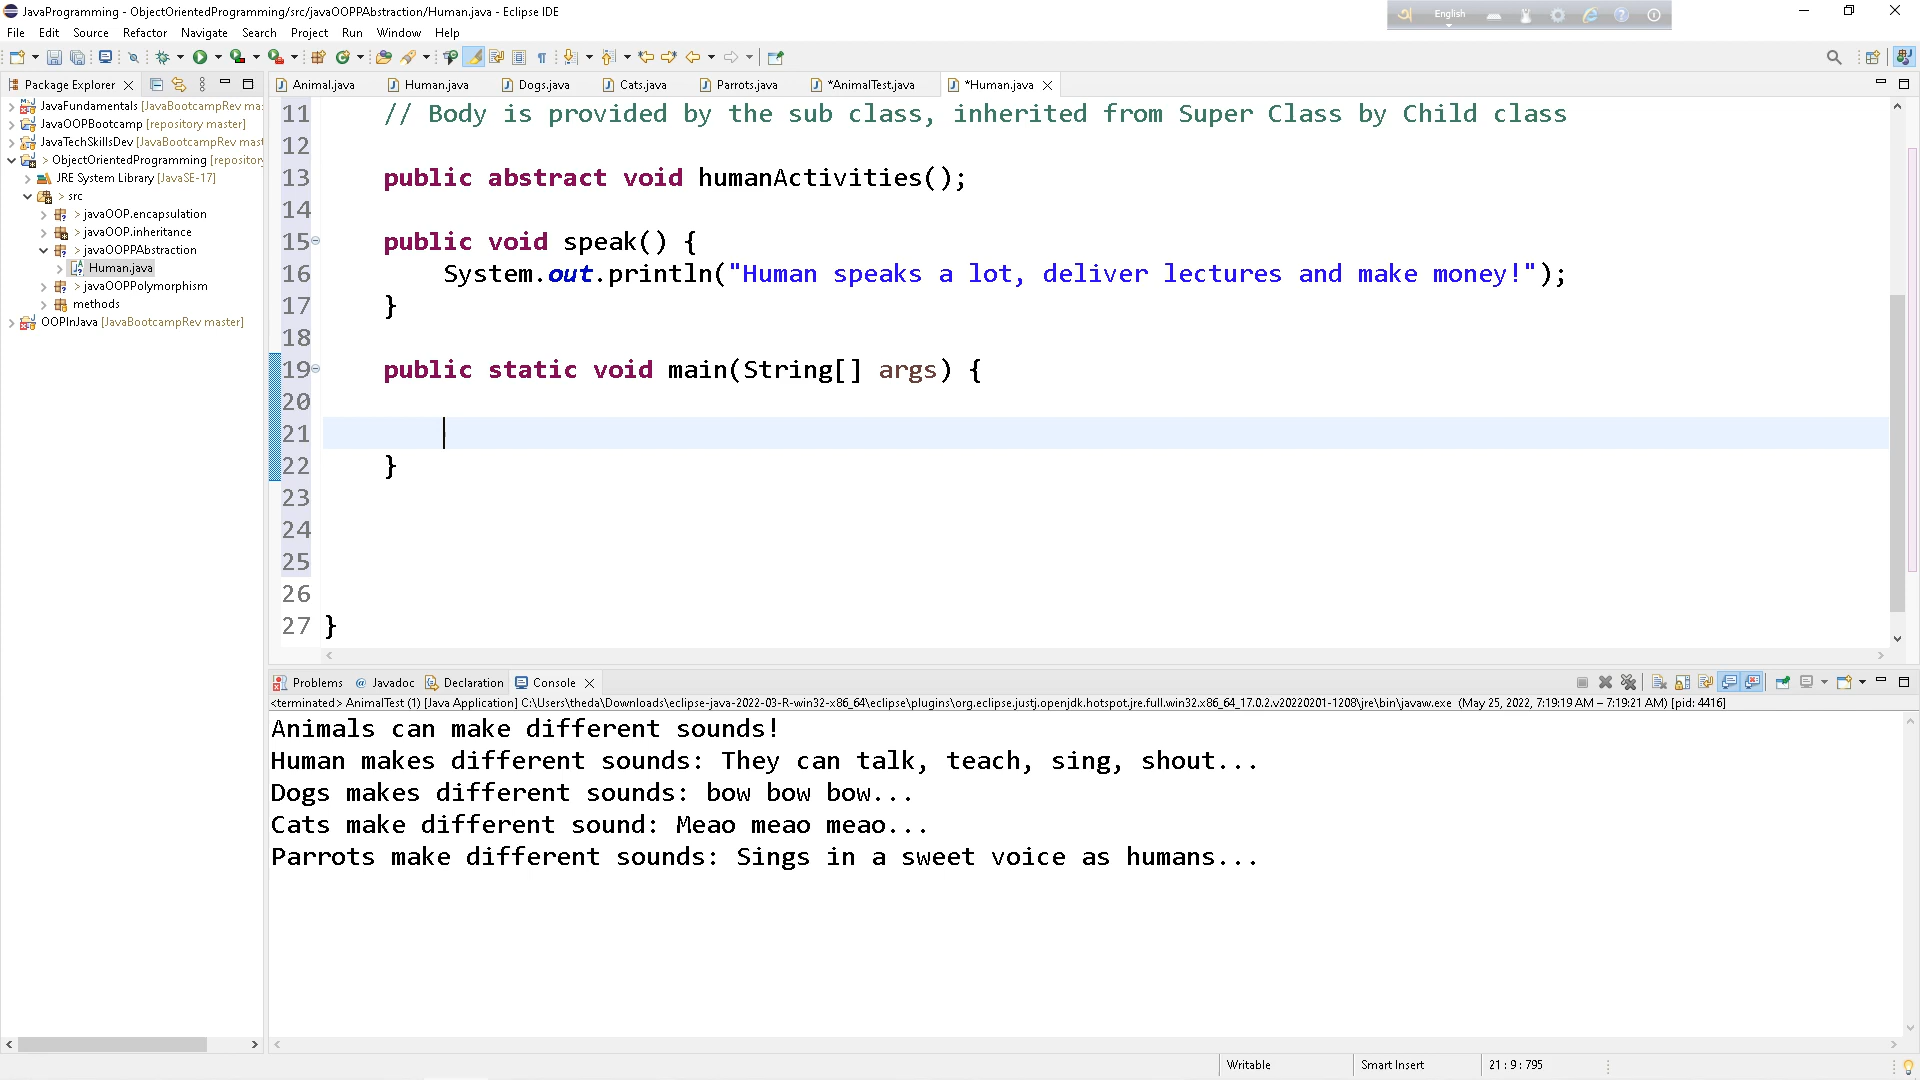 JavaProgramming - ObjectOrientedProgramming/src/javaOOPPAbstraction/Human.java - Eclipse IDE
English
File Edit Source Refactor Navigate Search Project Run Window Help
Package Explorer
Animal.java Human.java Dogs.java Cats.java Parrots.java *AnimalTest.java *Human.java
JavaFundamentals [JavaBootcampRev mas
JavaOOPBootcamp [repository master]
JavaTechSkillsDev [JavaBootcampRev mast
> ObjectOrientedProgramming [repository
JRE System Library [JavaSE-17]
> src
> javaOOP.encapsulation
> javaOOP.inheritance
> javaOOPPAbstraction
Human.java
> javaOOPPolymorphism
methods
OOPInJava [JavaBootcampRev master]
11 // Body is provided by the sub class, inherited from Super Class by Child class
12
13 public abstract void humanActivities();
14
15 public void speak() {
16 System.out.println("Human speaks a lot, deliver lectures and make money!");
17 }
18
19 public static void main(String[] args) {
20
21
22 }
23
24
25
26
27 }
Problems @ Javadoc Declaration Console
<terminated> AnimalTest (1) [Java Application] C:\Users\theda\Downloads\eclipse-java-2022-03-R-win32-x86_64\eclipse\plugins\org.eclipse.justj.openjdk.hotspot.jre.full.win32.x86_64_17.0.2.v20220201-1208\jre\bin\javaw.exe (May 25, 2022, 7:19:19 AM – 7:19:21 AM) [pid: 4416]
Animals can make different sounds!
Human makes different sounds: They can talk, teach, sing, shout...
Dogs makes different sounds: bow bow bow...
Cats make different sound: Meao meao meao...
Parrots make different sounds: Sings in a sweet voice as humans...
Writable Smart Insert 21 : 9 : 795